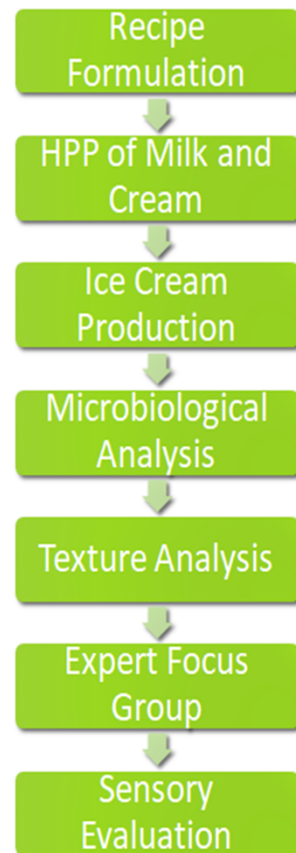 Recipe
Formulation
HPP of Milk and
Cream
Ice Cream
Production
Microbiological
Analysis
Texture Analysis
Expert Focus
Group
Sensory
Evaluation